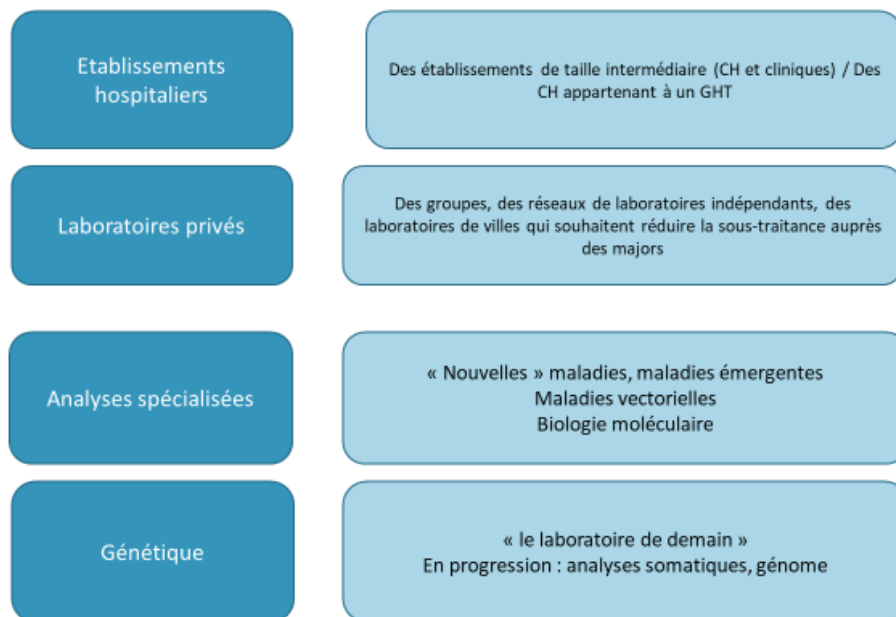 Etablissements
hospitaliers
Des établissements de taille intermédiaire (CH et cliniques) / Des
CH appartenant à un GHT
Laboratoires privés
Des groupes, des réseaux de laboratoires indépendants, des
laboratoires de villes qui souhaitent réduire la sous-traitance auprès
des majors
Analyses spécialisées
« Nouvelles » maladies, maladies émergentes
Maladies vectorielles
Biologie moléculaire
Génétique
« le laboratoire de demain »
En progression : analyses somatiques, génome